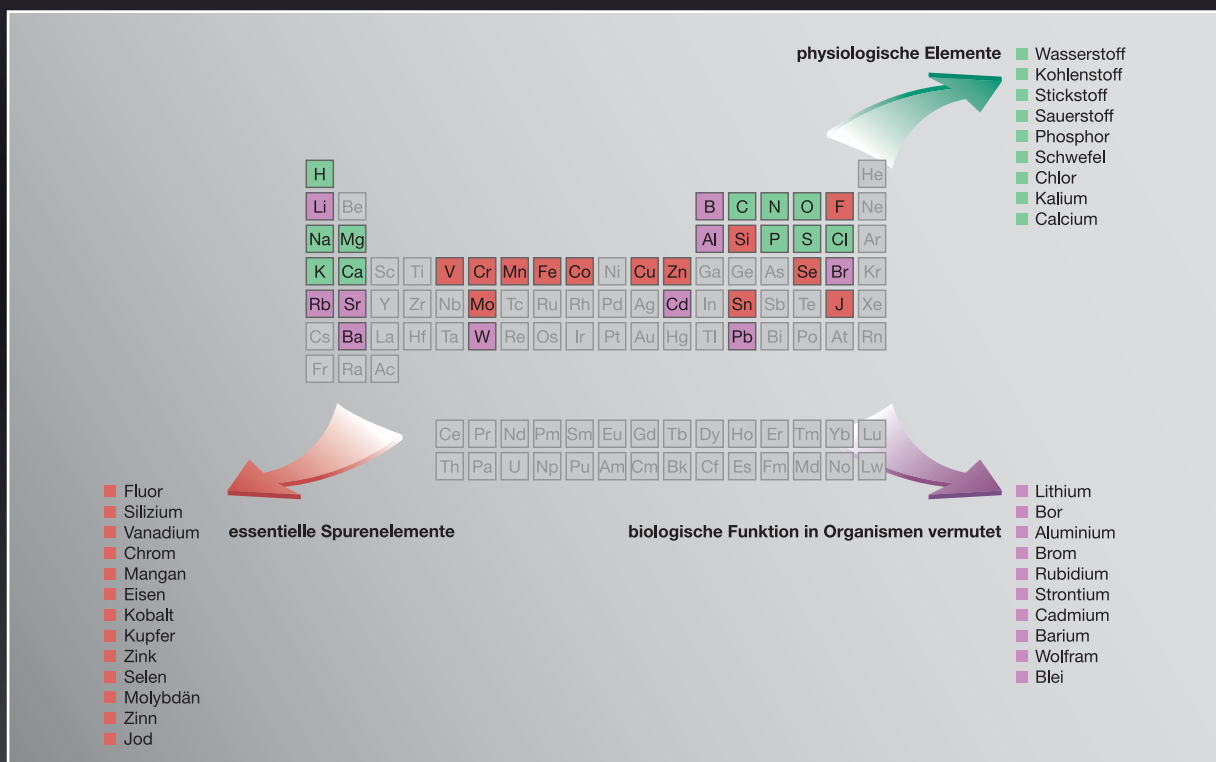 physiologische Elemente
Wasserstoff
Kohlenstoff
Stickstoff
Sauerstoff
Phosphor
Schwefel
Chlor
Kalium
Calcium
H He
Li Be B C N O F Ne
Na Mg Al Si P S Cl Ar
K Ca Sc Ti V Cr Mn Fe Co Ni Cu Zn Ga Ge As Se Br Kr
Rb Sr Y Zr Nb Mo Tc Ru Rh Pd Ag Cd In Sn Sb Te J Xe
Cs Ba La Hf Ta W Re Os Ir Pt Au Hg Tl Pb Bi Po At Rn
Fr Ra Ac
Ce Pr Nd Pm Sm Eu Gd Tb Dy Ho Er Tm Yb Lu
Th Pa U Np Pu Am Cm Bk Cf Es Fm Md No Lw
essentielle Spurenelemente
Fluor
Silizium
Vanadium
Chrom
Mangan
Eisen
Kobalt
Kupfer
Zink
Selen
Molybdän
Zinn
Jod
biologische Funktion in Organismen vermutet
Lithium
Bor
Aluminium
Brom
Rubidium
Strontium
Cadmium
Barium
Wolfram
Blei